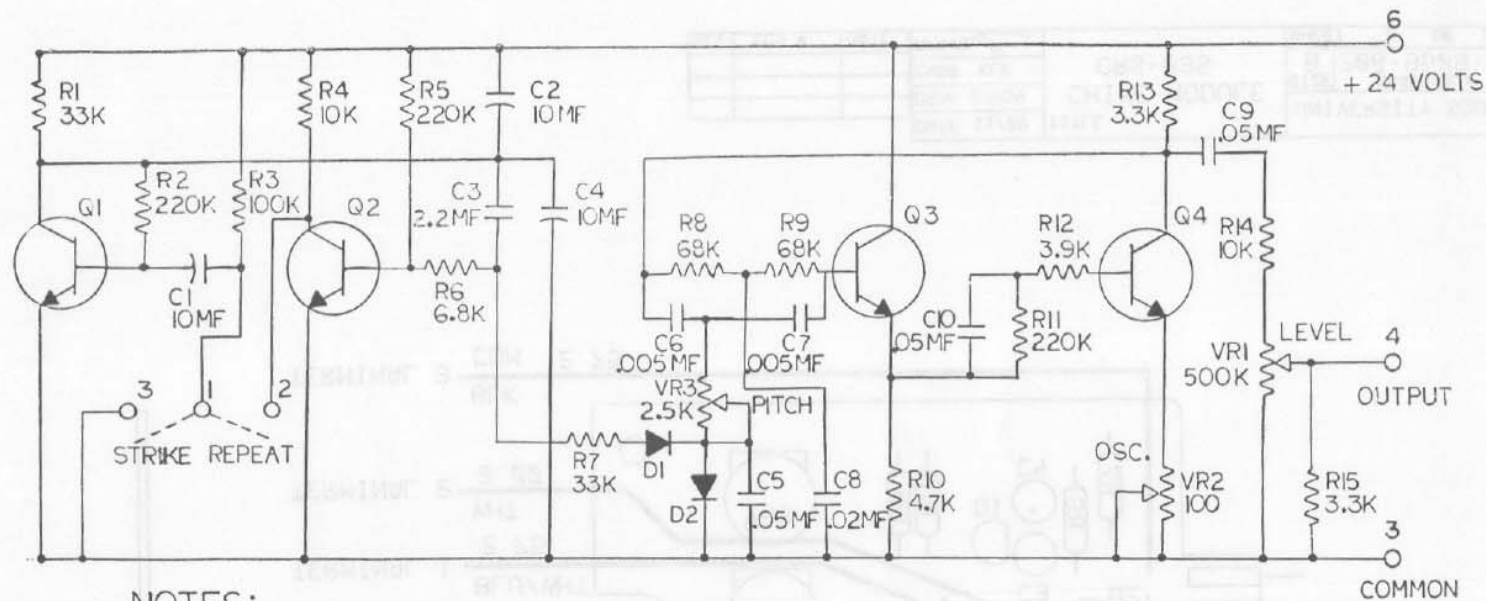 6
+ 24 VOLTS
R1
33K
R4
10K
R5
220K
C2
10MF
R13
3.3K
C9
.05MF
R2
220K
R3
100K
Q1
Q2
C3
2.2MF
C4
10MF
R8
68K
R9
68K
Q3
R12
3.9K
Q4
R14
10K
C1
10MF
R6
6.8K
C6
.005MF
C7
.005MF
C10
.05MF
R11
220K
LEVEL
VR1
500K
4
OUTPUT
3
1
2
STRIKE REPEAT
VR3
2.5K
PITCH
R7
33K
D1
D2
C5
.05MF
C8
.02MF
R10
4.7K
OSC.
VR2
100
R15
3.3K
3
COMMON
NOTES: